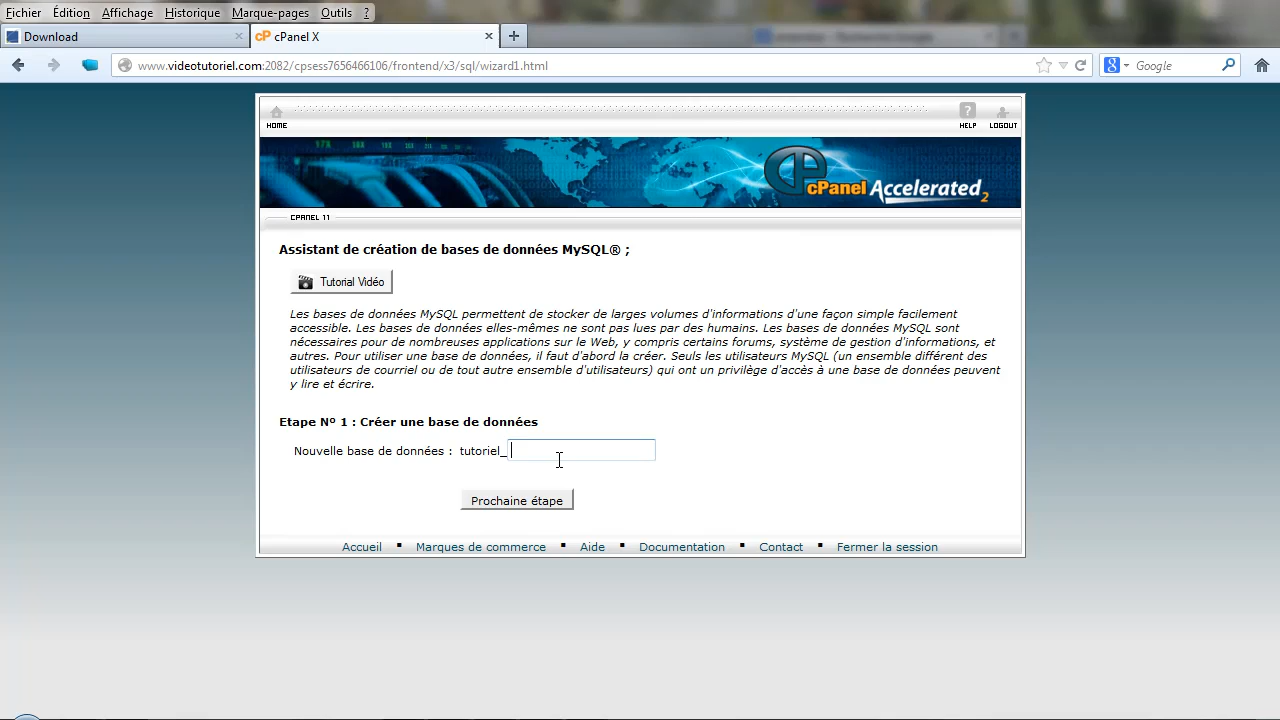 Fichier Édition Affichage Historique Marque-pages Outils ?
Download
cP cPanel X
www.videotutoriel.com:2082/cpsess7656466106/frontend/x3/sql/wizard1.html
Google
HOME
HELP LOGOUT
cPanel Accelerated2
CPANEL 11
Assistant de création de bases de données MySQL® ;
Tutorial Vidéo
Les bases de données MySQL permettent de stocker de larges volumes d'informations d'une façon simple facilement
accessible. Les bases de données elles-mêmes ne sont pas lues par des humains. Les bases de données MySQL sont
nécessaires pour de nombreuses applications sur le Web, y compris certains forums, système de gestion d'informations, et
autres. Pour utiliser une base de données, il faut d'abord la créer. Seuls les utilisateurs MySQL (un ensemble différent des
utilisateurs de courriel ou de tout autre ensemble d'utilisateurs) qui ont un privilège d'accès à une base de données peuvent
y lire et écrire.
Etape Nº 1 : Créer une base de données
Nouvelle base de données : tutoriel_
Prochaine étape
Accueil ▪ Marques de commerce ▪ Aide ▪ Documentation ▪ Contact ▪ Fermer la session